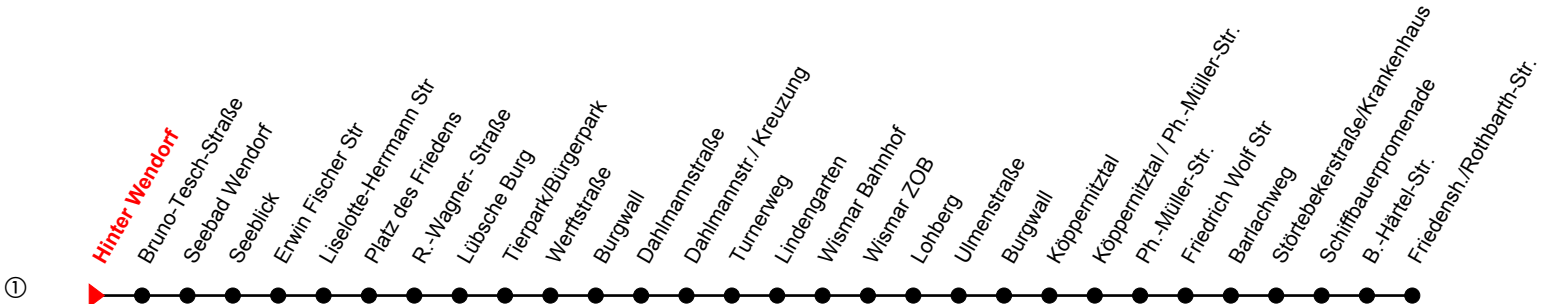 Hinter Wendorf
Bruno-Tesch-Straße
Seebad Wendorf
Seeblick
Erwin Fischer Str
Liselotte-Herrmann Str
Platz des Friedens
R.-Wagner- Straße
Lübsche Burg
Tierpark/Bürgerpark
Werftstraße
Burgwall
Dahlmannstraße
Dahlmannstr./ Kreuzung
Turnerweg
Lindengarten
Wismar Bahnhof
Wismar ZOB
Lohberg
Ulmenstraße
Burgwall
Köppernitztal
Köppernitztal / Ph.-Müller-Str.
Ph.-Müller-Str.
Friedrich Wolf Str
Barlachweg
Störtebekerstraße/Krankenhaus
Schiffbauerpromenade
B.-Härtel-Str.
Friedensh./Rothbarth-Str.
①